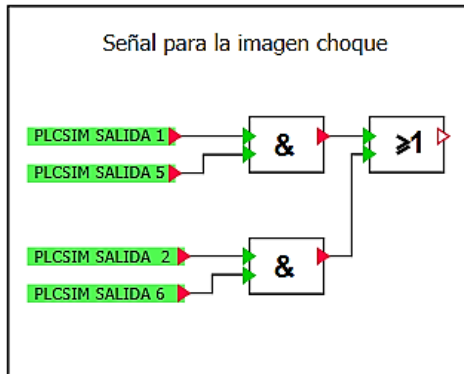 Señal para la imagen choque
PLCSIM SALIDA 1
&
≥1
PLCSIM SALIDA 5
PLCSIM SALIDA 2
&
PLCSIM SALIDA 6